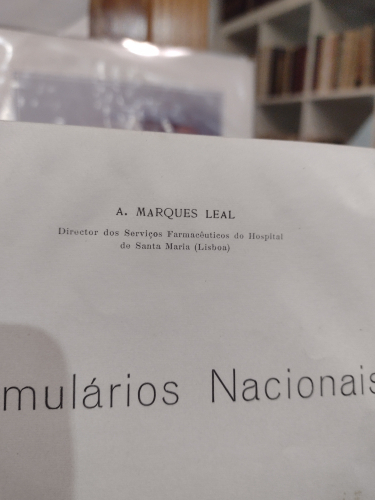 A. MARQUES LEAL
Director dos Serviços Farmacêuticos do Hospital
de Santa Maria (Lisboa)
mulários Nacionais